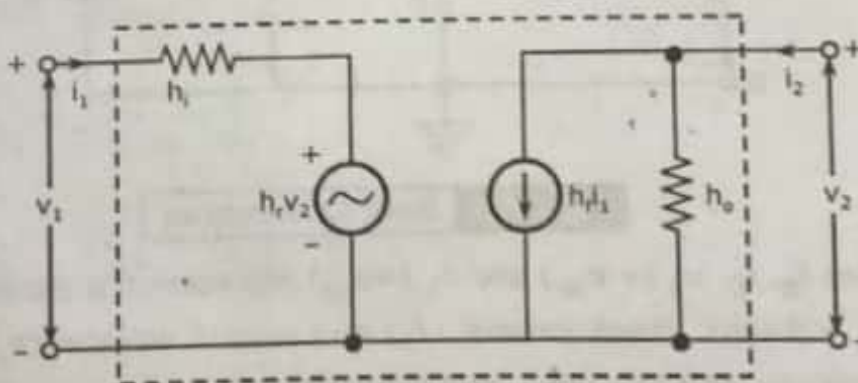 + +
i₁ hᵢ i₂
+
v₁ hᵣv₂ hfi₁ hₒ v₂
−
− −